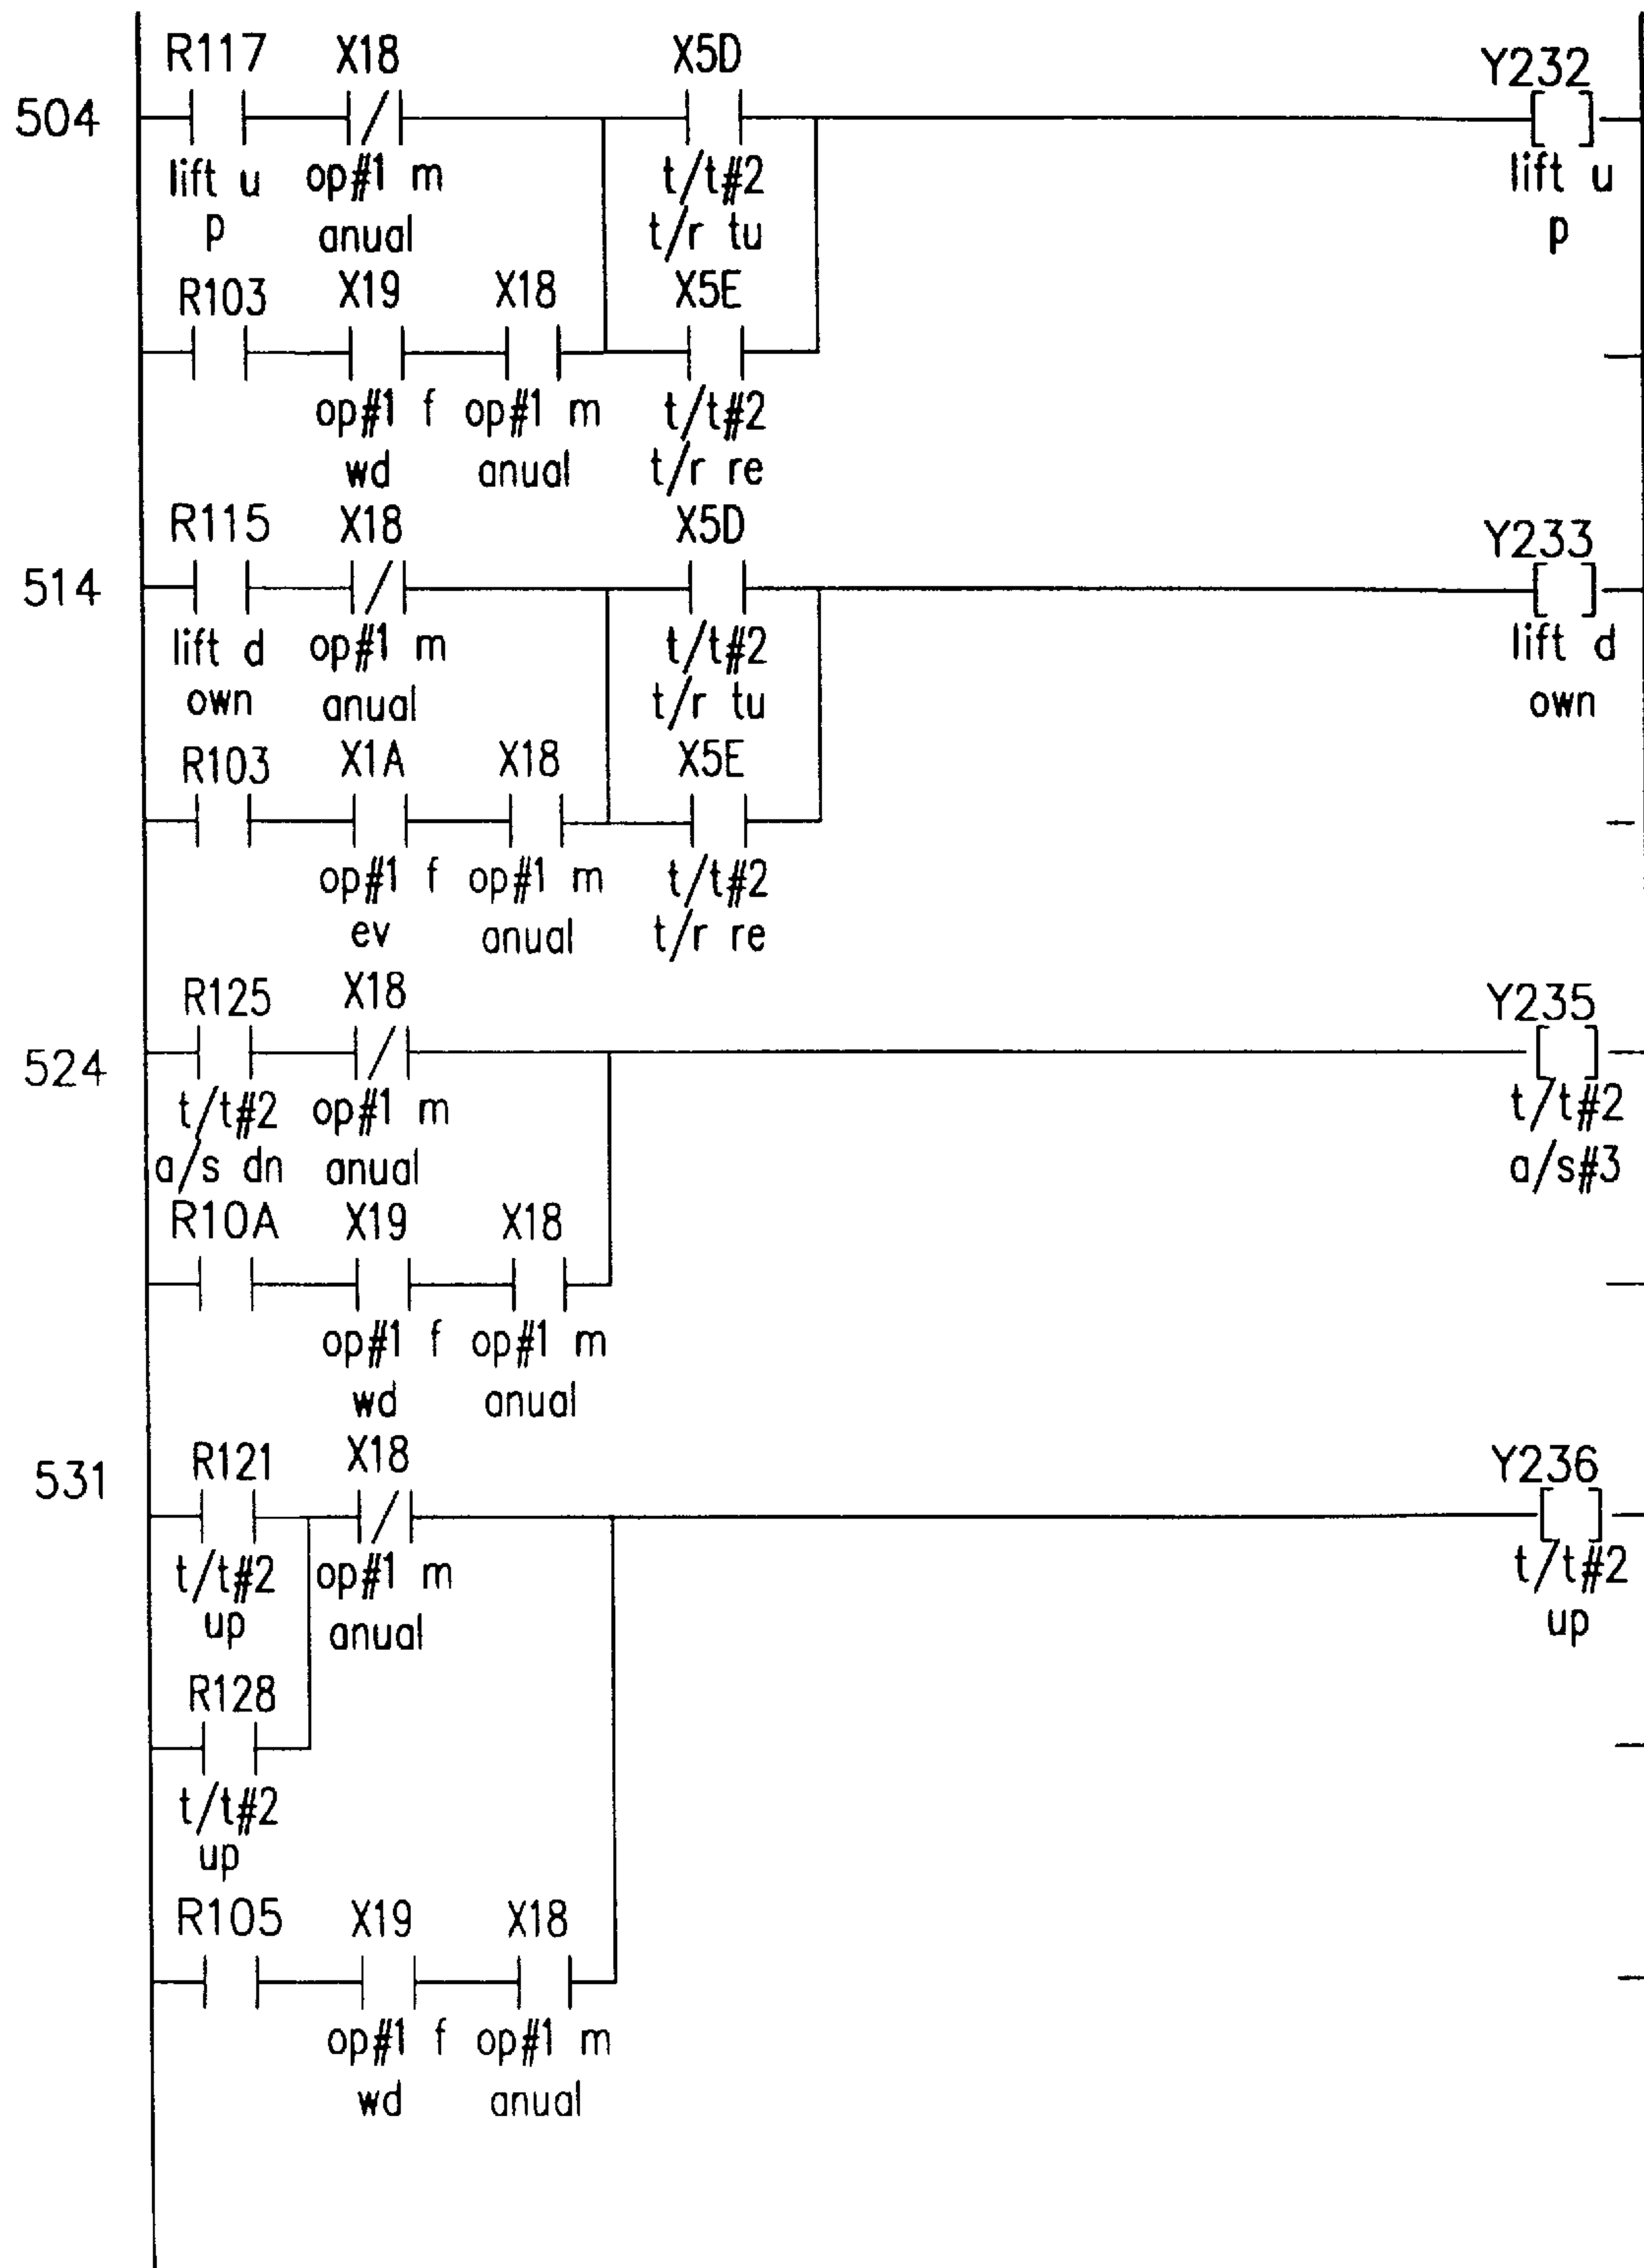 R117 X18 X5D Y232
504
lift u op#1 m t/t#2 lift u
p anual t/r tu p
R103 X19 X18 X5E
op#1 f op#1 m t/t#2
wd anual t/r re
R115 X18 X5D Y233
514
lift d op#1 m t/t#2 lift d
own anual t/r tu own
R103 X1A X18 X5E
op#1 f op#1 m t/t#2
ev anual t/r re
R125 X18 Y235
524
t/t#2 op#1 m t/t#2
a/s dn anual a/s#3
R10A X19 X18
op#1 f op#1 m
wd anual
531 R121 X18 Y236
t/t#2 op#1 m t/t#2
up anual up
R128
t/t#2
up
R105 X19 X18
op#1 f op#1 m
wd anual